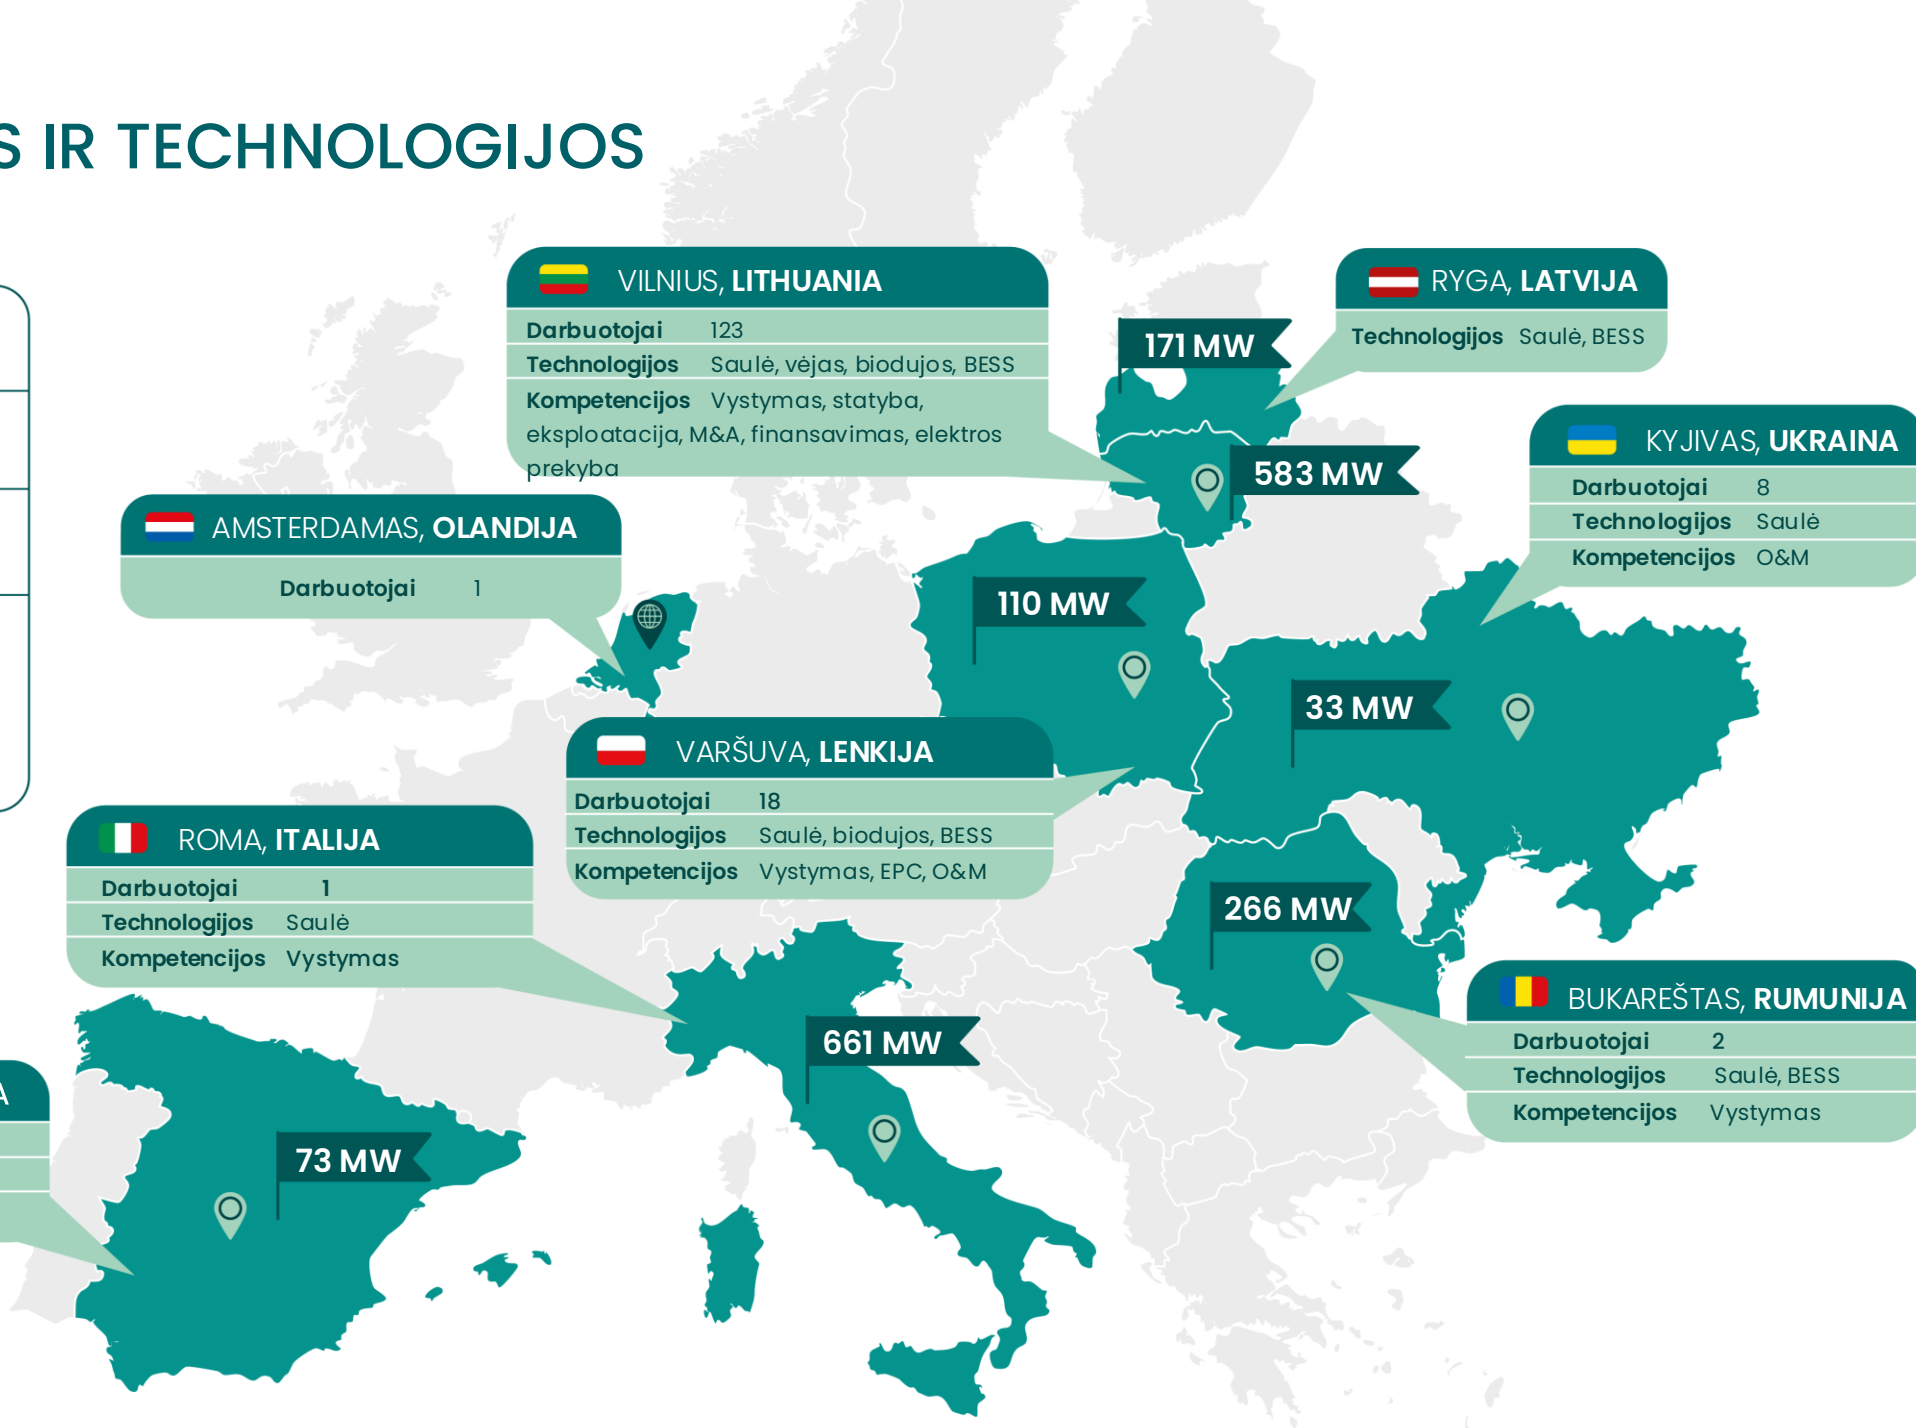 S IR TECHNOLOGIJOS
VILNIUS, LITHUANIA
Darbuotojai 123
Technologijos Saulė, vėjas, biodujos, BESS
Kompetencijos Vystymas, statyba,
eksploatacija, M&A, finansavimas, elektros
prekyba
RYGA, LATVIJA
Technologijos Saulė, BESS
171 MW
583 MW
KYJIVAS, UKRAINA
Darbuotojai 8
Technologijos Saulė
Kompetencijos O&M
AMSTERDAMAS, OLANDIJA
Darbuotojai 1
110 MW
33 MW
VARŠUVA, LENKIJA
Darbuotojai 18
Technologijos Saulė, biodujos, BESS
Kompetencijos Vystymas, EPC, O&M
ROMA, ITALIJA
Darbuotojai 1
Technologijos Saulė
Kompetencijos Vystymas
266 MW
BUKAREŠTAS, RUMUNIJA
Darbuotojai 2
Technologijos Saulė, BESS
Kompetencijos Vystymas
661 MW
A
73 MW